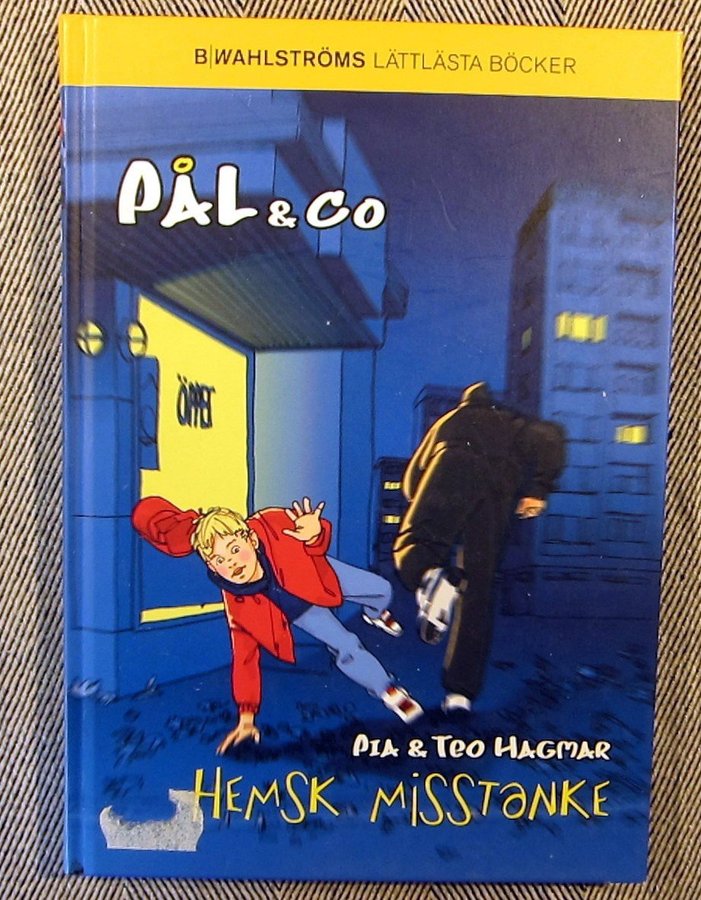 B|WAHLSTRÖMS LÄTTLÄSTA BÖCKER
PÅL & CO
ÖPPET
PIA & TEO HAGMAR
HEMSK MISSTANKE